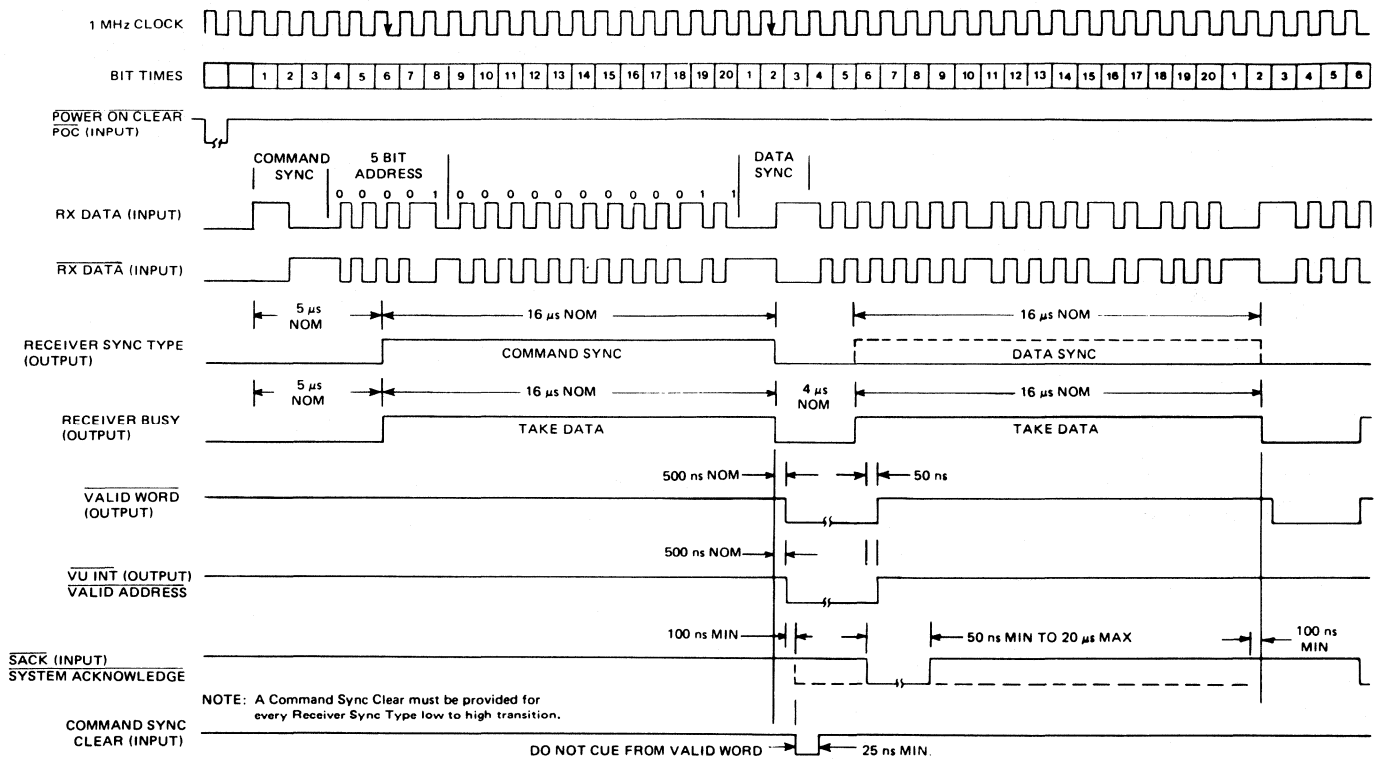 1 MHz CLOCK
BIT TIMES 1 2 3 4 5 6 7 8 9 10 11 12 13 14 15 16 17 18 19 20 1 2 3 4 5 6 7 8 9 10 11 12 13 14 15 16 17 18 19 20 1 2 3 4 5 6
POWER ON CLEAR
POC (INPUT)
COMMAND SYNC
5 BIT ADDRESS
DATA SYNC
0 0 0 0 1 0 0 0 0 0 0 0 0 0 1 1
RX DATA (INPUT)
RX DATA (INPUT)
5 µs NOM
16 µs NOM
16 µs NOM
RECEIVER SYNC TYPE
(OUTPUT)
COMMAND SYNC
DATA SYNC
5 µs NOM
16 µs NOM
4 µs NOM
16 µs NOM
RECEIVER BUSY
(OUTPUT)
TAKE DATA
TAKE DATA
500 ns NOM
50 ns
VALID WORD
(OUTPUT)
500 ns NOM
VU INT (OUTPUT)
VALID ADDRESS
100 ns MIN
50 ns MIN TO 20 µs MAX
100 ns MIN
SACK (INPUT)
SYSTEM ACKNOWLEDGE
NOTE: A Command Sync Clear must be provided for
every Receiver Sync Type low to high transition.
COMMAND SYNC
CLEAR (INPUT)
DO NOT CUE FROM VALID WORD
25 ns MIN.